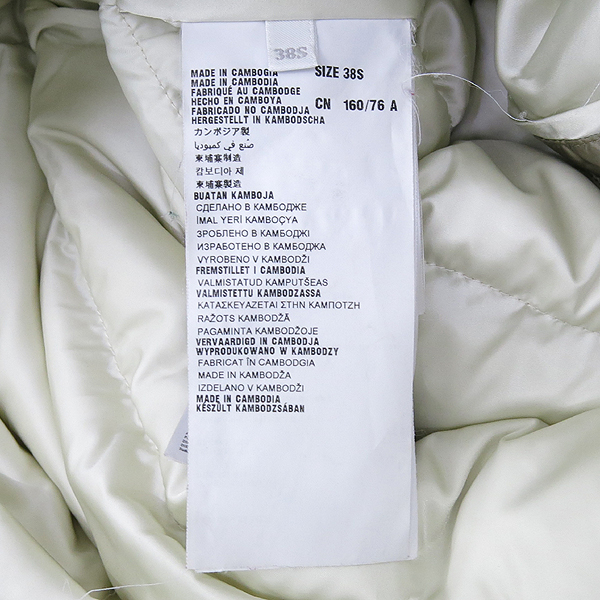 38S
MADE IN CAMBOGIA SIZE 38S
MADE IN CAMBODIA
FABRIQUÉ AU CAMBODGE
HECHO EN CAMBOYA CN 160/76 A
FABRICADO NO CAMBODJA
HERGESTELLT IN KAMBODSCHA
カンボジア製
صنع في كمبوديا
柬埔寨制造
캄보디아 제
柬埔寨製造
BUATAN KAMBOJA
СДЕЛАНО В КАМБОДЖЕ
İMAL YERİ KAMBOÇYA
ЗРОБЛЕНО В КАМБОДЖІ
ИЗРАБОТЕНО В КАМБОДЖА
VYROBENO V KAMBODŽI
FREMSTILLET I CAMBODIA
VALMISTATUD KAMPUTŠEAS
VALMISTETTU KAMBODZASSA
ΚΑΤΑΣΚΕΥΑΖΕΤΑΙ ΣΤΗΝ ΚΑΜΠΟΤΖΗ
RAŽOTS KAMBODŽĀ
PAGAMINTA KAMBODŽOJE
VERVAARDIGD IN CAMBODJA
WYPRODUKOWANO W KAMBODZY
FABRICAT ÎN CAMBODGIA
MADE IN KAMBODŽA
IZDELANO V KAMBODŽI
MADE IN CAMBODIA
KÉSZÜLT KAMBODZSÁBAN